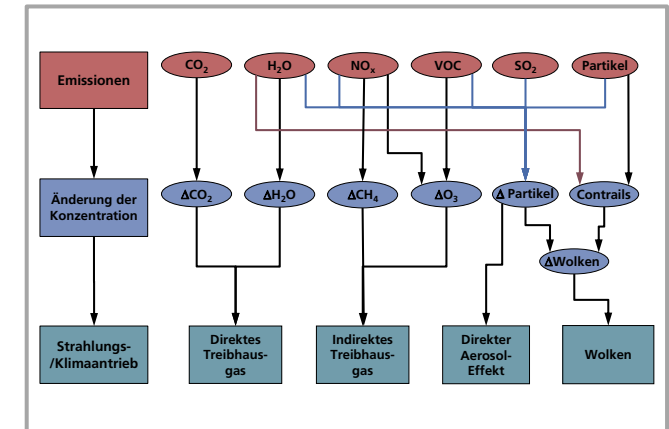 Emissionen
CO₂
H₂O
NOₓ
VOC
SO₂
Partikel
Änderung der
Konzentration
ΔCO₂
ΔH₂O
ΔCH₄
ΔO₃
Δ Partikel
Contrails
ΔWolken
Strahlungs-
/Klimaantrieb
Direktes
Treibhaus-
gas
Indirektes
Treibhaus-
gas
Direkter
Aerosol-
Effekt
Wolken